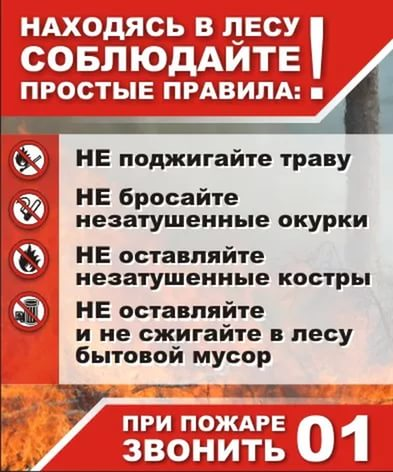 НАХОДЯСЬ В ЛЕСУ
СОБЛЮДАЙТЕ
ПРОСТЫЕ ПРАВИЛА: !
НЕ поджигайте траву
НЕ бросайте
незатушенные окурки
НЕ оставляйте
незатушенные костры
НЕ оставляйте
и не сжигайте в лесу
бытовой мусор
ПРИ ПОЖАРЕ
ЗВОНИТЬ 01